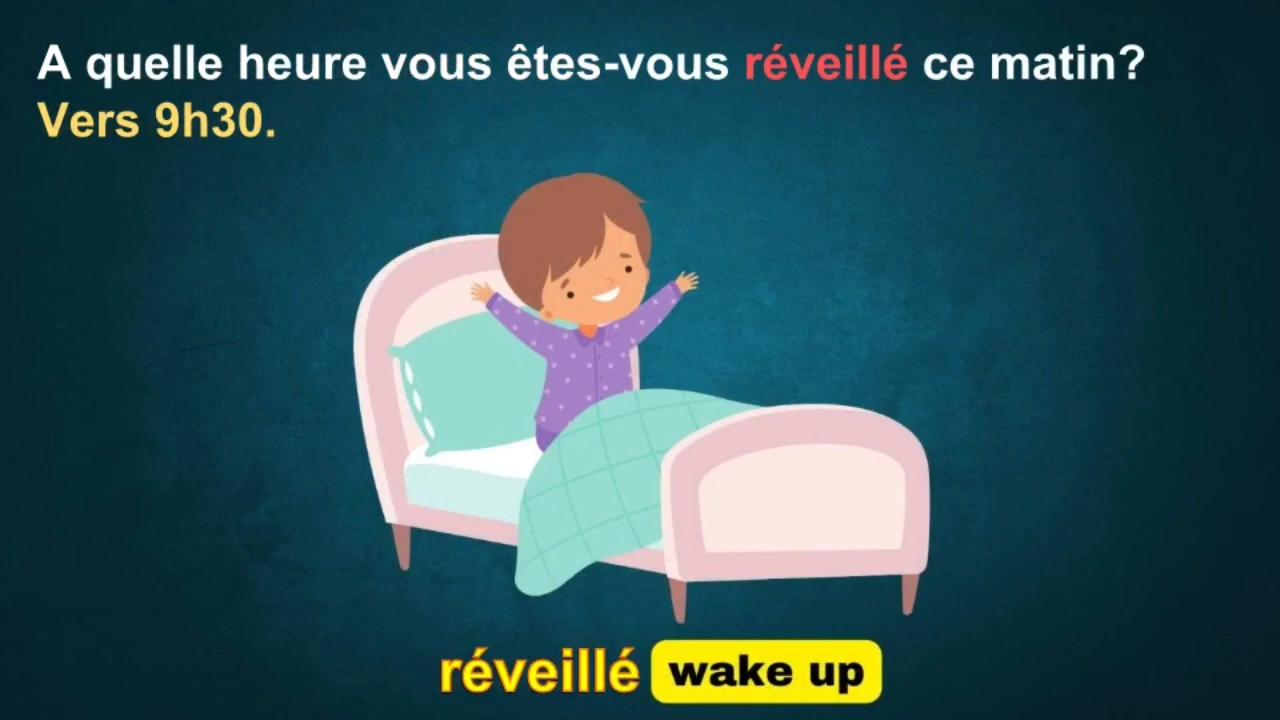 A quelle heure vous êtes-vous réveillé ce matin?
Vers 9h30.
réveillé wake up